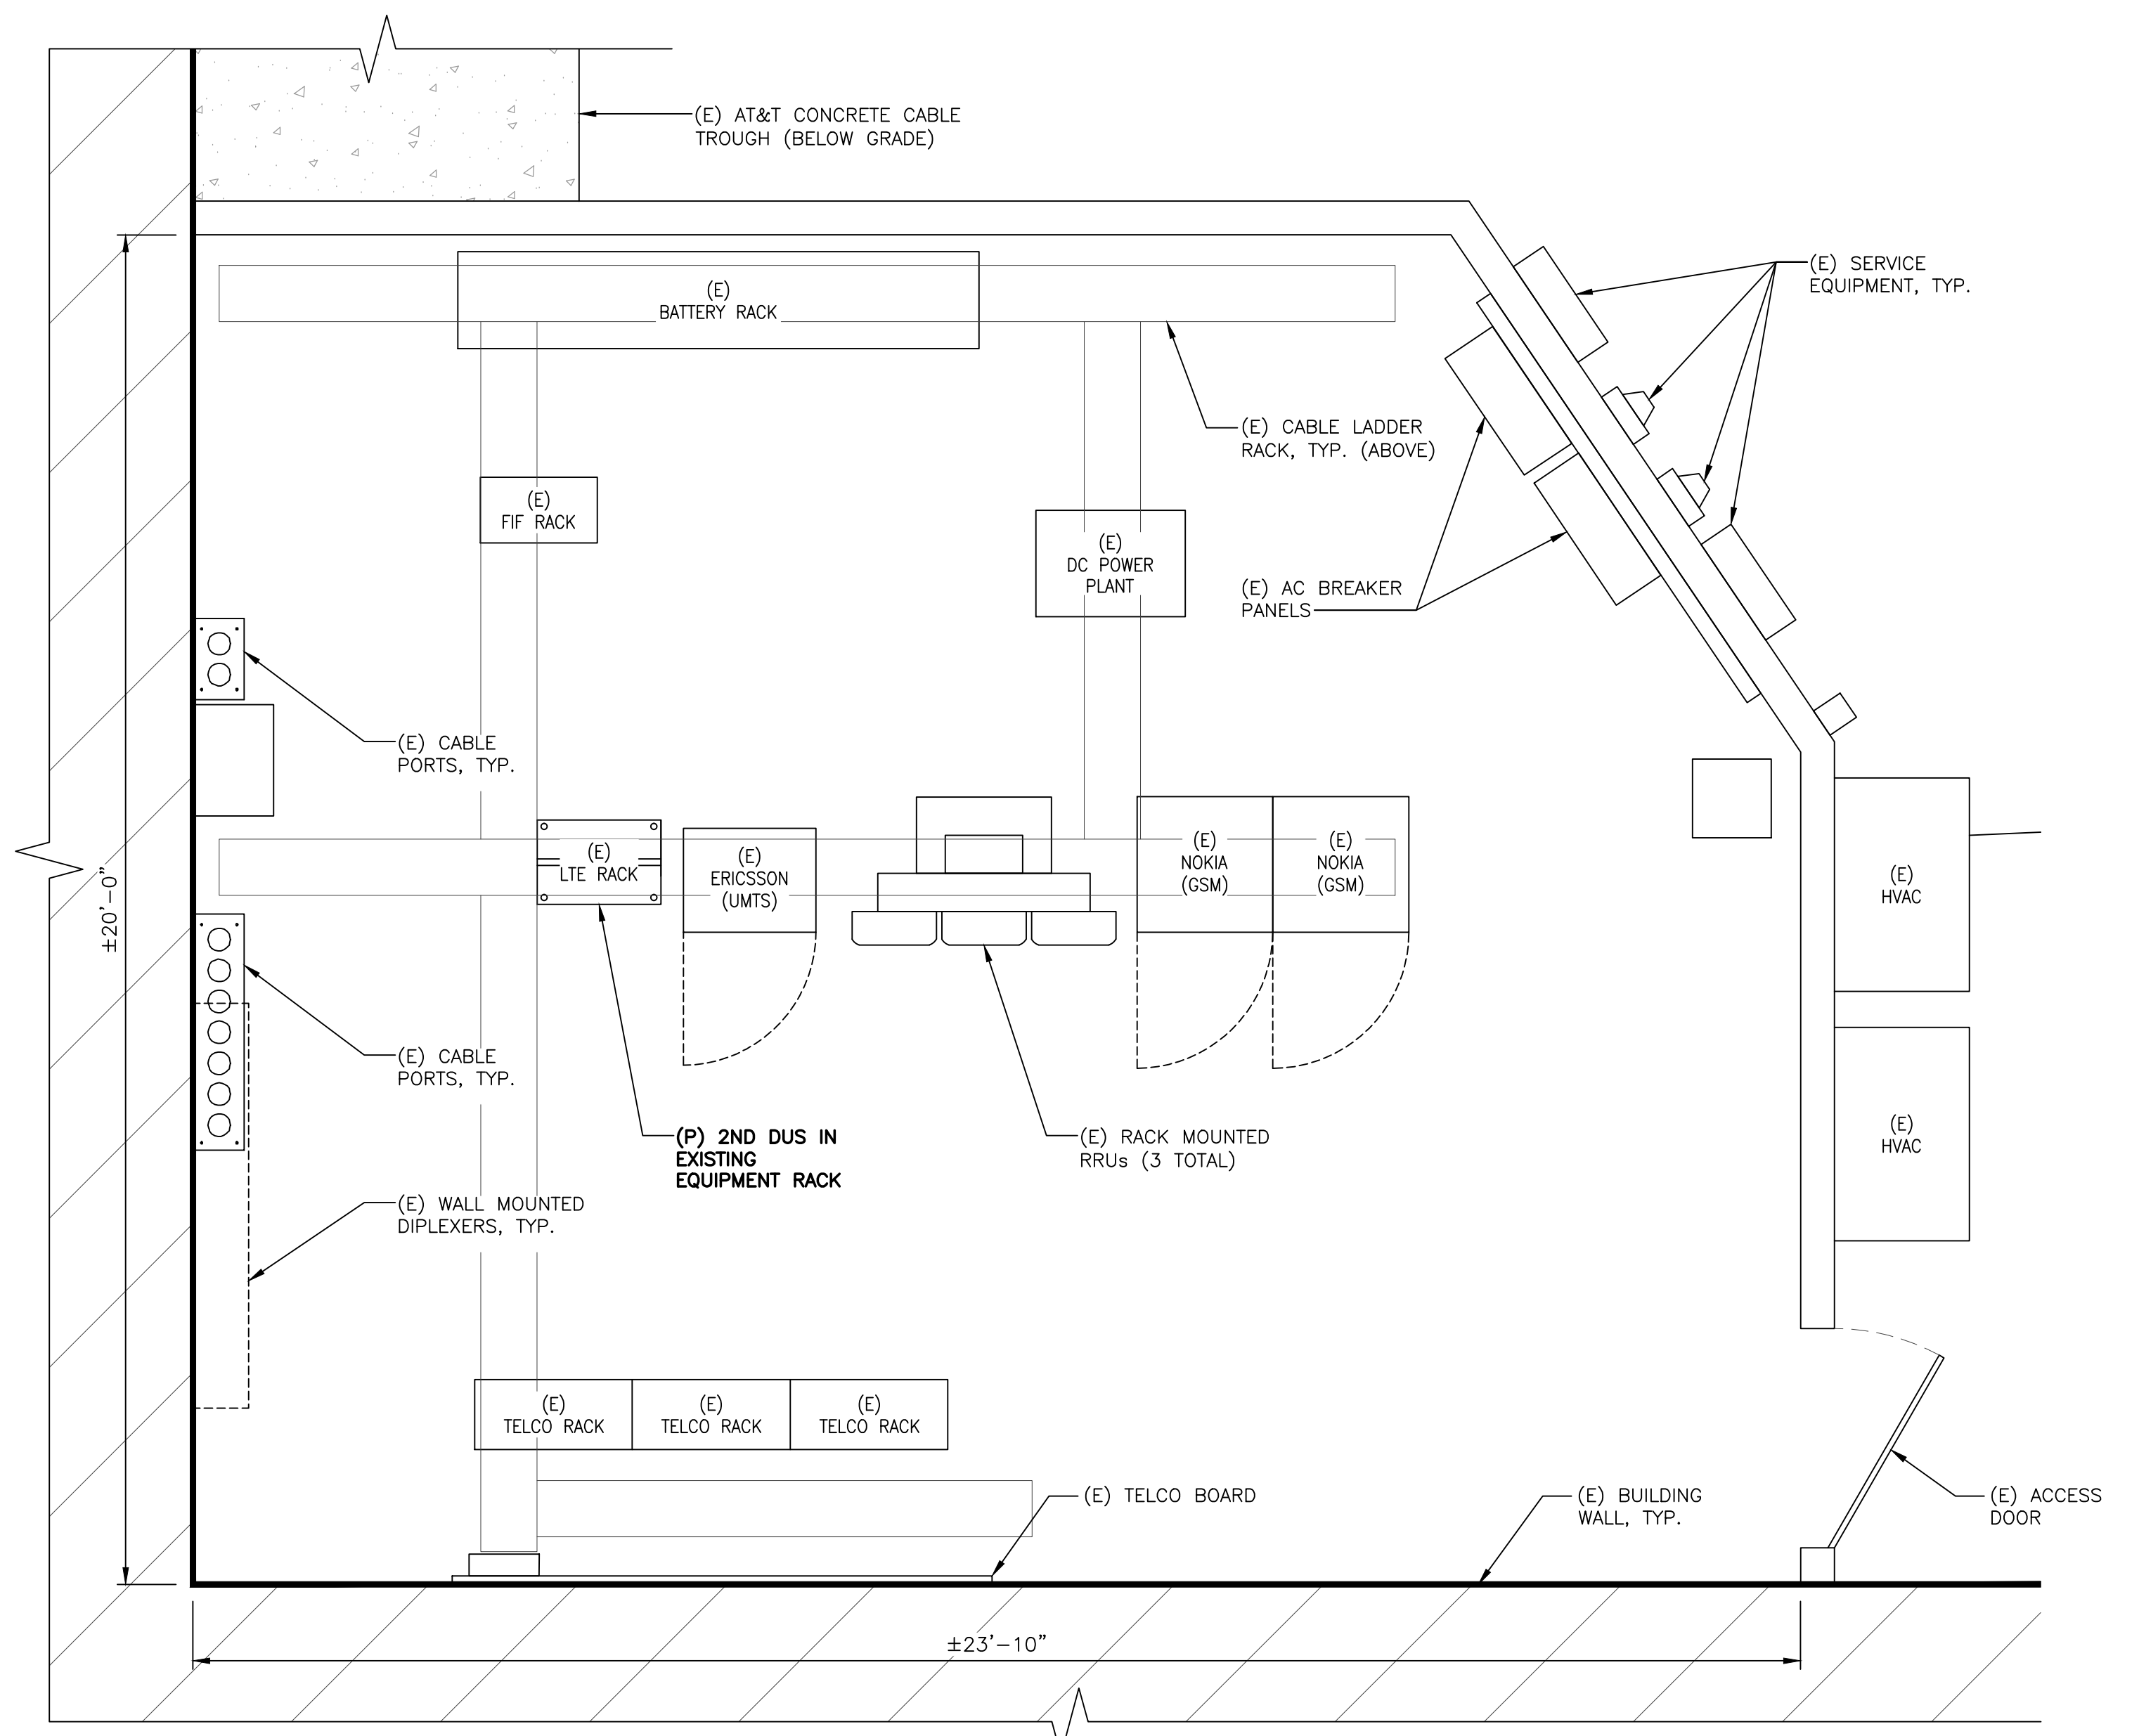 (E) AT&T CONCRETE CABLE
TROUGH (BELOW GRADE)
(E) SERVICE
EQUIPMENT, TYP.
(E)
BATTERY RACK
(E) CABLE LADDER
RACK, TYP. (ABOVE)
(E)
FIF RACK
(E)
DC POWER
PLANT
(E) AC BREAKER
PANELS
(E) CABLE
PORTS, TYP.
(E)
LTE RACK
(E)
ERICSSON
(UMTS)
(E)
NOKIA
(GSM)
(E)
NOKIA
(GSM)
(E)
HVAC
±20'-0"
(E) CABLE
PORTS, TYP.
(P) 2ND DUS IN
EXISTING
EQUIPMENT RACK
(E) RACK MOUNTED
RRUs (3 TOTAL)
(E)
HVAC
(E) WALL MOUNTED
DIPLEXERS, TYP.
(E)
TELCO RACK
(E)
TELCO RACK
(E)
TELCO RACK
(E) TELCO BOARD
(E) BUILDING
WALL, TYP.
(E) ACCESS
DOOR
±23'-10"